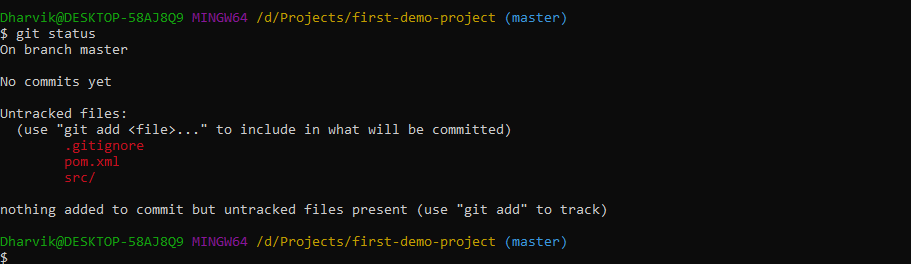 Dharvik@DESKTOP-58AJ8Q9 MINGW64 /d/Projects/first-demo-project (master)
$ git status
On branch master

No commits yet

Untracked files:
  (use "git add <file>..." to include in what will be committed)
        .gitignore
        pom.xml
        src/

nothing added to commit but untracked files present (use "git add" to track)

Dharvik@DESKTOP-58AJ8Q9 MINGW64 /d/Projects/first-demo-project (master)
$